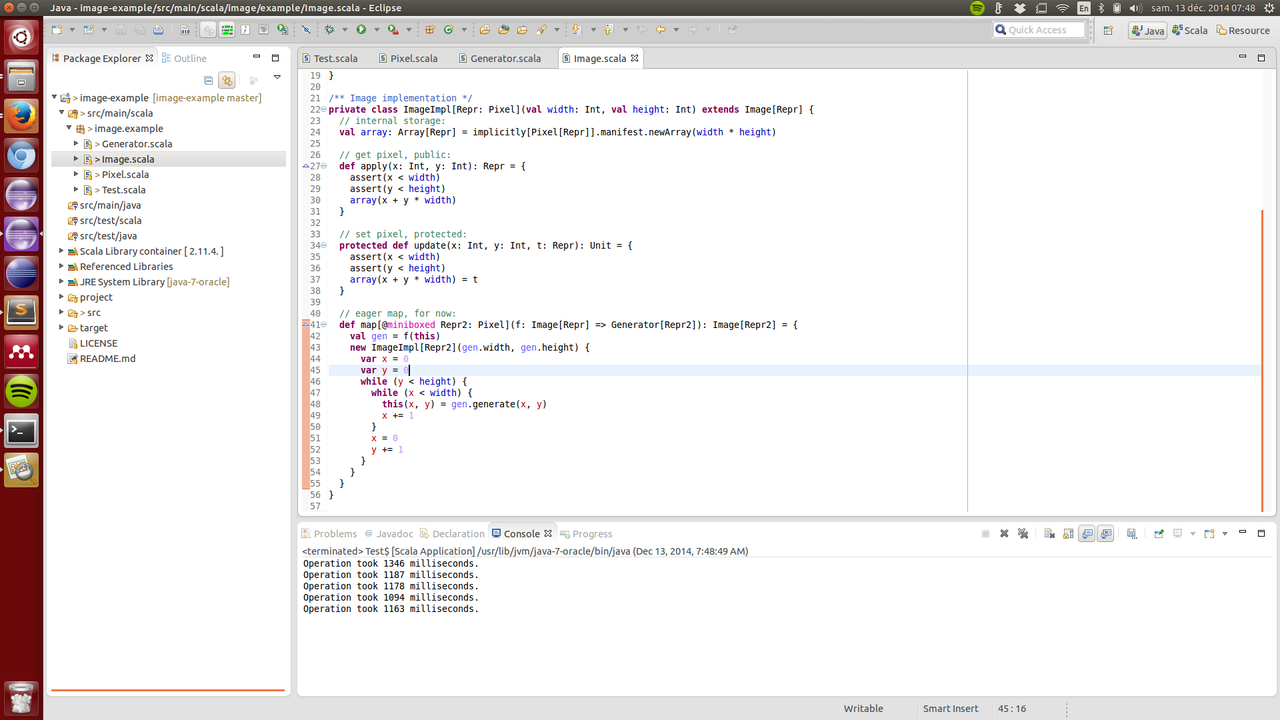 Java - image-example/src/main/scala/Image/example/Image.scala - Eclipse
En
sam. 13 déc. 2014 07:48
Quick Access
Java
Scala
Resource
Package Explorer
Outline
> image-example [image-example master]
> src/main/scala
> image.example
> Generator.scala
> Image.scala
> Pixel.scala
> Test.scala
src/main/java
src/test/scala
src/test/java
Scala Library container [ 2.11.4. ]
Referenced Libraries
JRE System Library [java-7-oracle]
project
> src
target
LICENSE
README.md
Test.scala
Pixel.scala
Generator.scala
Image.scala
19 }
20
21 /** Image implementation */
22 private class ImageImpl[Repr: Pixel](val width: Int, val height: Int) extends Image[Repr] {
23 // internal storage:
24 val array: Array[Repr] = implicitly[Pixel[Repr]].manifest.newArray(width * height)
25
26 // get pixel, public:
27 def apply(x: Int, y: Int): Repr = {
28 assert(x < width)
29 assert(y < height)
30 array(x + y * width)
31 }
32
33 // set pixel, protected:
34 protected def update(x: Int, y: Int, t: Repr): Unit = {
35 assert(x < width)
36 assert(y < height)
37 array(x + y * width) = t
38 }
39
40 // eager map, for now:
41 def map[@miniboxed Repr2: Pixel](f: Image[Repr] => Generator[Repr2]): Image[Repr2] = {
42 val gen = f(this)
43 new ImageImpl[Repr2](gen.width, gen.height) {
44 var x = 0
45 var y = 0
46 while (y < height) {
47 while (x < width) {
48 this(x, y) = gen.generate(x, y)
49 x += 1
50 }
51 x = 0
52 y += 1
53 }
54 }
55 }
56 }
57
Problems
Javadoc
Declaration
Console
Progress
<terminated> Test$ [Scala Application] /usr/lib/jvm/java-7-oracle/bin/java (Dec 13, 2014, 7:48:49 AM)
Operation took 1346 milliseconds.
Operation took 1187 milliseconds.
Operation took 1178 milliseconds.
Operation took 1094 milliseconds.
Operation took 1163 milliseconds.
Writable
Smart Insert
45 : 16